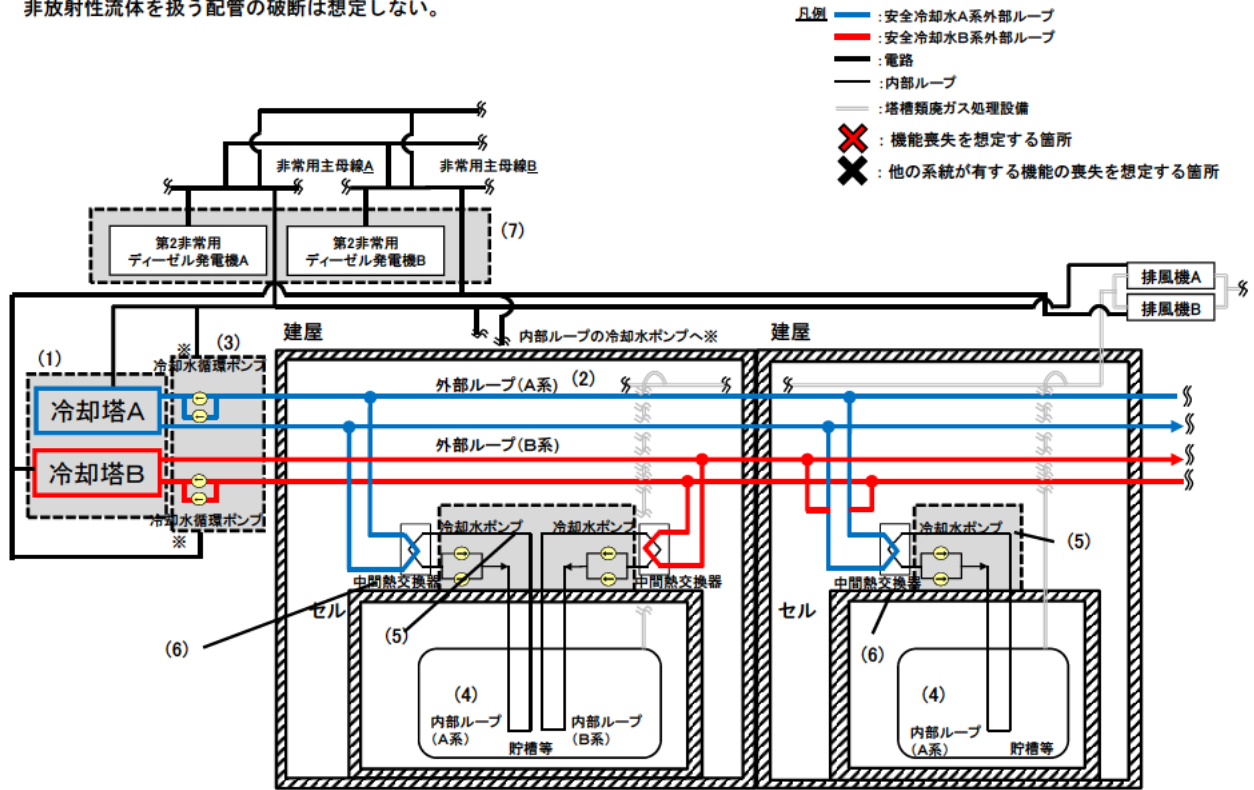 非放射性流体を扱う配管の破断は想定しない。
凡例
:安全冷却水A系外部ループ
:安全冷却水B系外部ループ
:電路
:内部ループ
:塔槽類廃ガス処理設備
:機能喪失を想定する箇所
:他の系統が有する機能の喪失を想定する箇所
非常用主母線A
非常用主母線B
第2非常用
ディーゼル発電機A
第2非常用
ディーゼル発電機B
(7)
排風機A
排風機B
建屋
内部ループの冷却水ポンプへ※
建屋
(1)
※
(3)
冷却水循環ポンプ
冷却塔A
冷却塔B
冷却水循環ポンプ
※
外部ループ(A系)
(2)
外部ループ(B系)
冷却水ポンプ
冷却水ポンプ
冷却水ポンプ
(5)
中間熱交換器
中間熱交換器
中間熱交換器
セル
セル
(6)
(5)
(6)
(4)
内部ループ
(A系)
内部ループ
(B系)
貯槽等
(4)
内部ループ
(A系)
貯槽等